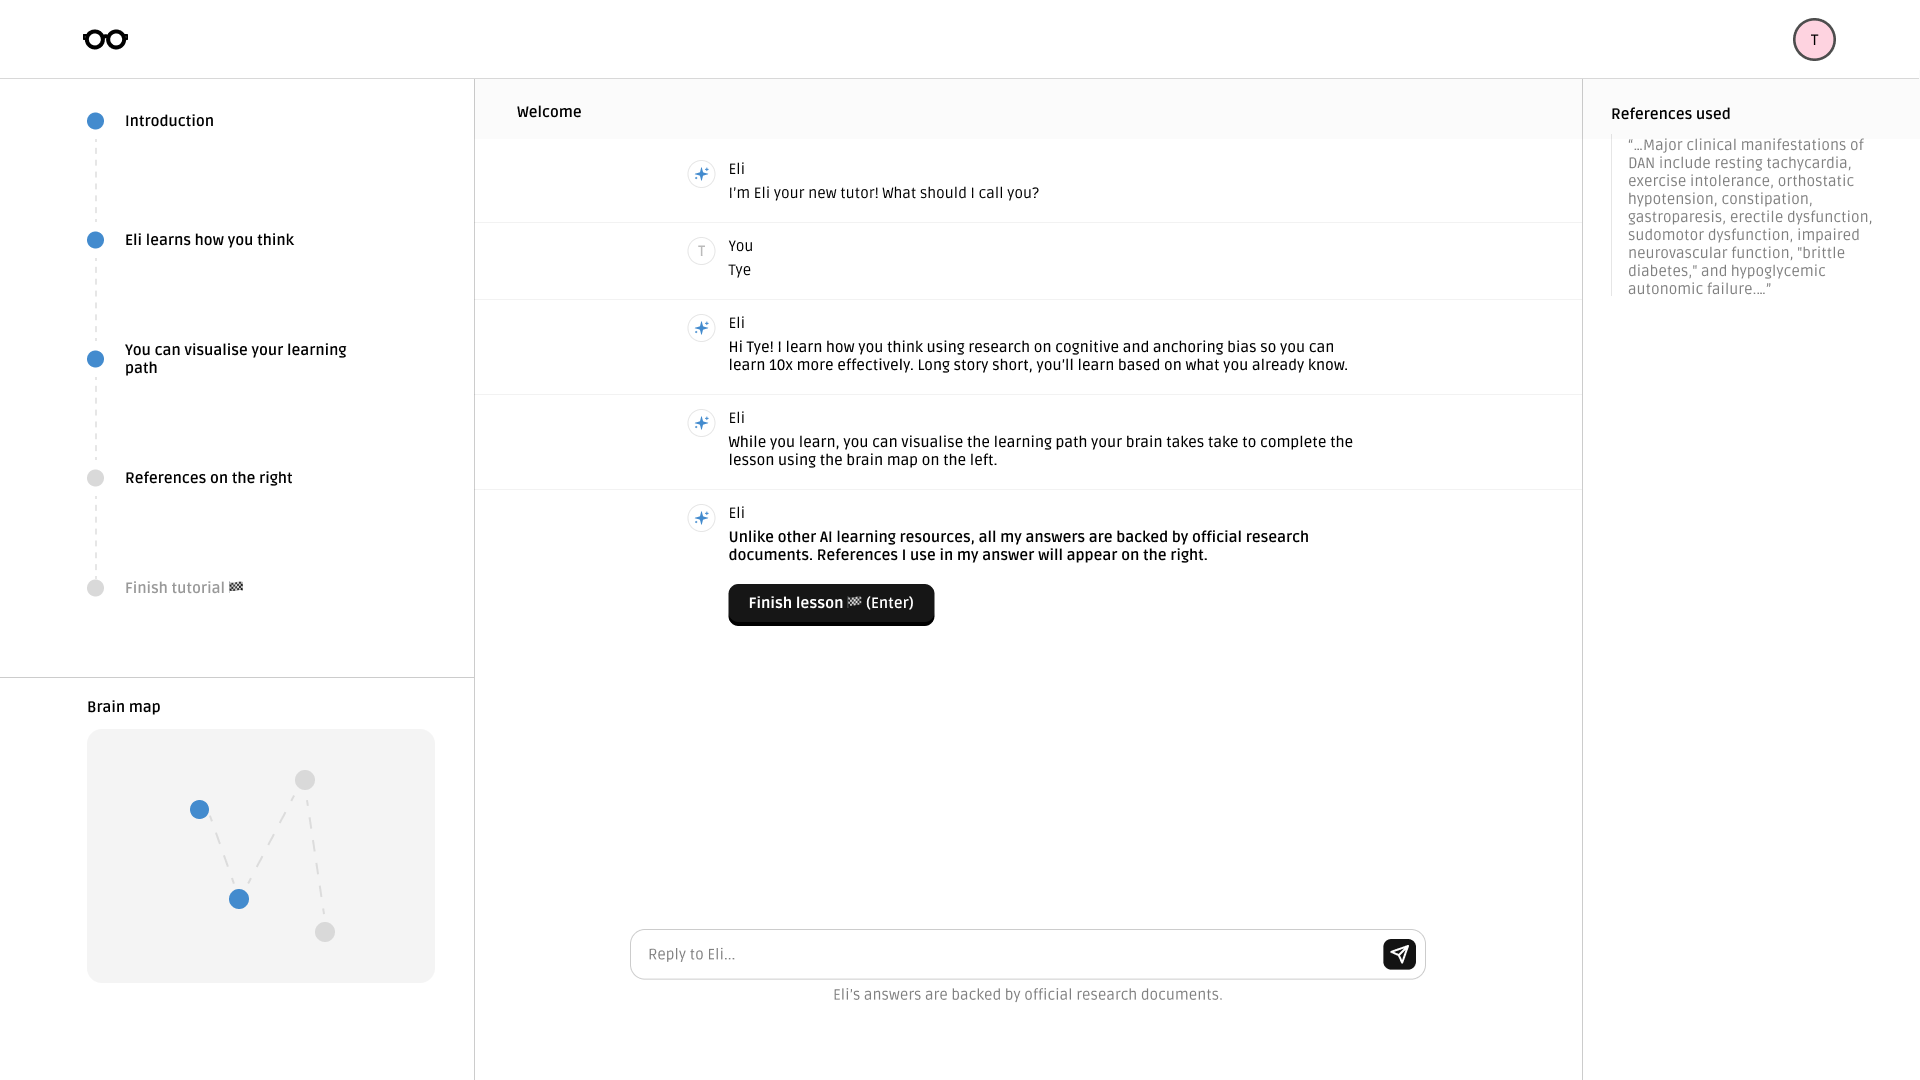 T
Introduction
Eli learns how you think
You can visualise your learning
path
References on the right
Finish tutorial 🏁
Brain map
Welcome
Eli
I'm Eli your new tutor! What should I call you?
T
You
Tye
Eli
Hi Tye! I learn how you think using research on cognitive and anchoring bias so you can
learn 10x more effectively. Long story short, you'll learn based on what you already know.
Eli
While you learn, you can visualise the learning path your brain takes take to complete the
lesson using the brain map on the left.
Eli
Unlike other AI learning resources, all my answers are backed by official research
documents. References I use in my answer will appear on the right.
Finish lesson 🏁 (Enter)
Reply to Eli...
Eli's answers are backed by official research documents.
References used
“…Major clinical manifestations of
DAN include resting tachycardia,
exercise intolerance, orthostatic
hypotension, constipation,
gastroparesis, erectile dysfunction,
sudomotor dysfunction, impaired
neurovascular function, “brittle
diabetes,” and hypoglycemic
autonomic failure.…”